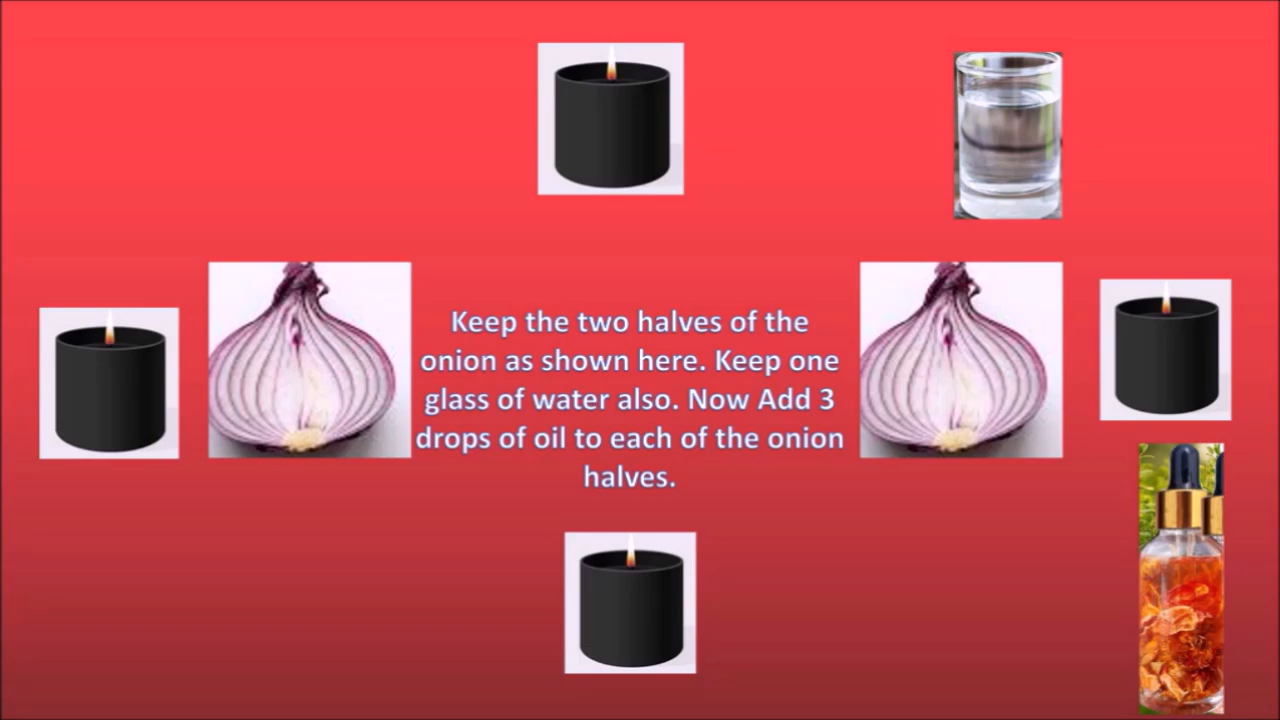 Keep the two halves of the
onion as shown here. Keep one
glass of water also. Now Add 3
drops of oil to each of the onion
halves.